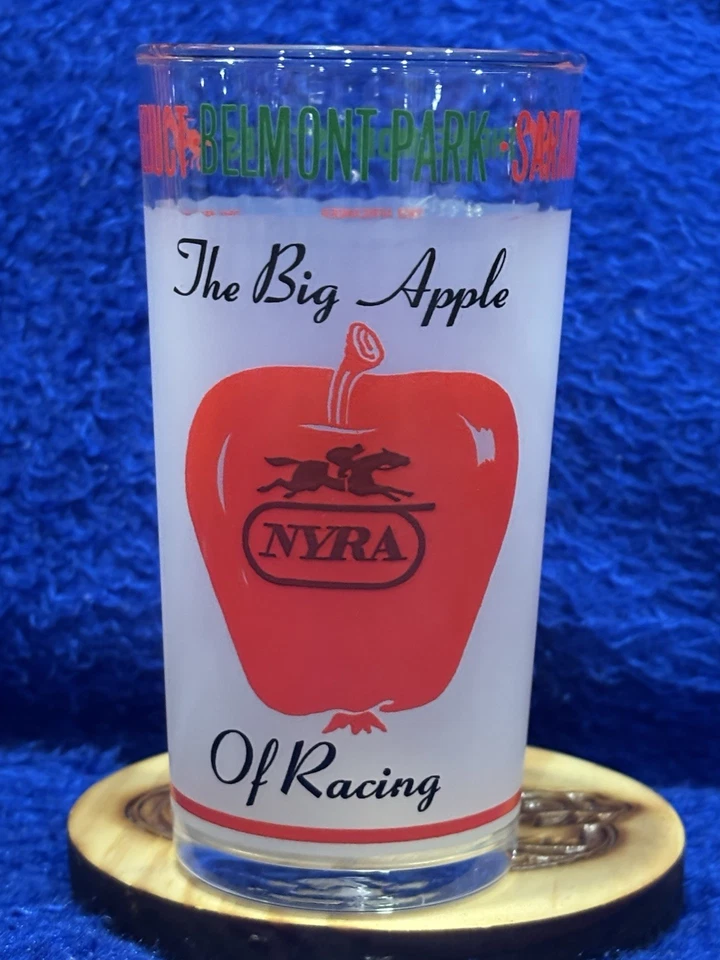 BELMONT PARK
The Big Apple
NYRA
Of Racing